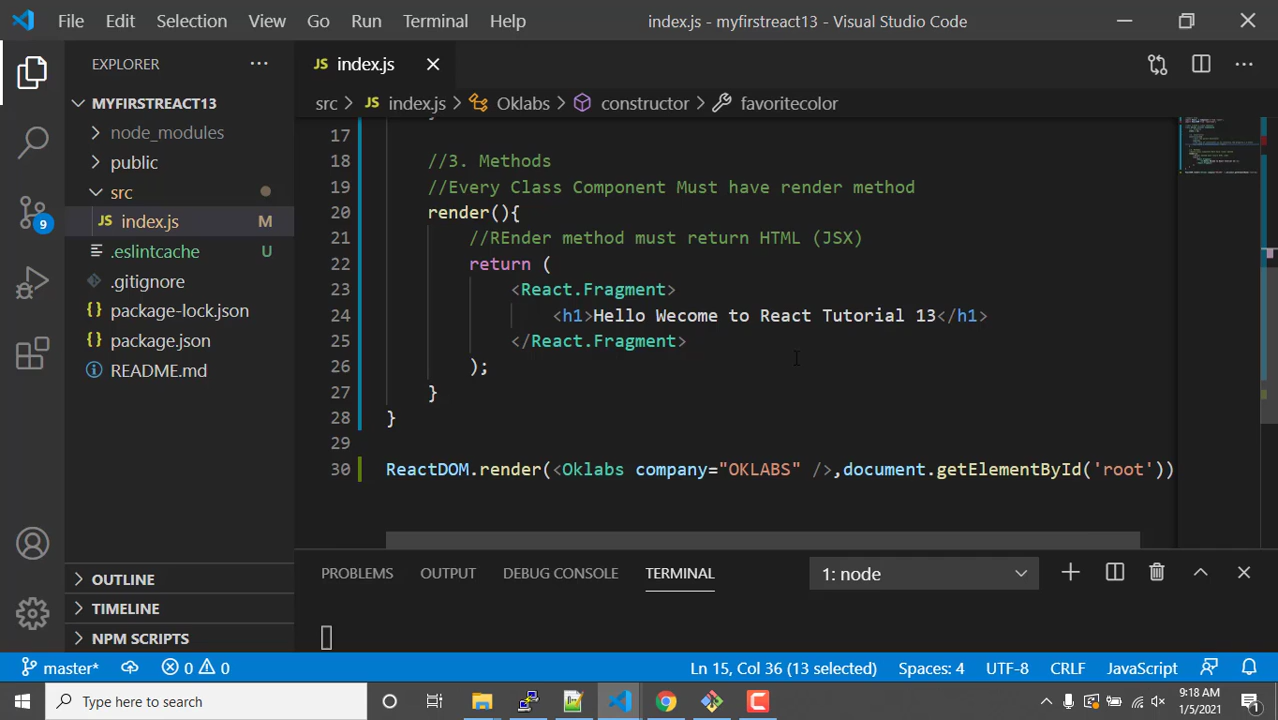 File Edit Selection View Go Run Terminal Help index.js - myfirstreact13 - Visual Studio Code
EXPLORER
MYFIRSTREACT13
node_modules
public
src
index.js M
.eslintcache U
.gitignore
package-lock.json
package.json
README.md
OUTLINE
TIMELINE
NPM SCRIPTS
9
JS index.js
src > JS index.js > Oklabs > constructor > favoritecolor
17
18 //3. Methods
19 //Every Class Component Must have render method
20 render(){
21 //REnder method must return HTML (JSX)
22 return (
23 <React.Fragment>
24 <h1>Hello Wecome to React Tutorial 13</h1>
25 </React.Fragment>
26 );
27 }
28 }
29
30 ReactDOM.render(<Oklabs company="OKLABS" />,document.getElementById('root'))
PROBLEMS OUTPUT DEBUG CONSOLE TERMINAL 1: node
master* 0 0 Ln 15, Col 36 (13 selected) Spaces: 4 UTF-8 CRLF JavaScript
Type here to search
9:18 AM
1/5/2021
1